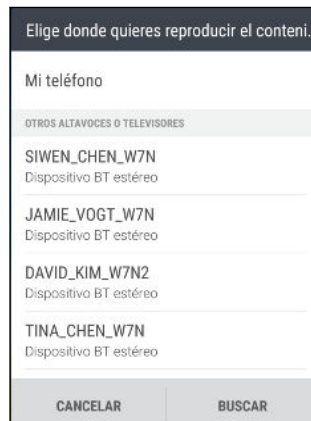 Elige donde quieres reproducir el conteni.
Mi teléfono
OTROS ALTAVOCES O TELEVISORES
SIWEN_CHEN_W7N
Dispositivo BT estéreo
JAMIE_VOGT_W7N
Dispositivo BT estéreo
DAVID_KIM_W7N2
Dispositivo BT estéreo
TINA_CHEN_W7N
Dispositivo BT estéreo
CANCELAR BUSCAR